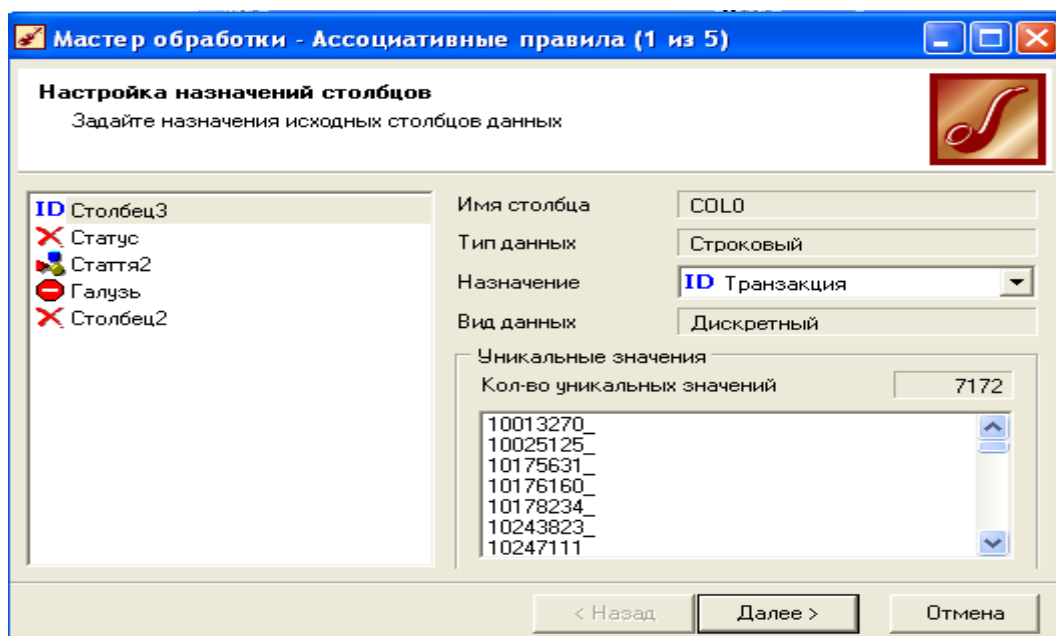 Мастер обработки - Ассоциативные правила (1 из 5)
Настройка назначений столбцов
Задайте назначения исходных столбцов данных
ID Столбец3
Статус
Стаття2
Галузь
Столбец2
Имя столбца COL0
Тип данных Строковый
Назначение ID Транзакция
Вид данных Дискретный
Уникальные значения
Кол-во уникальных значений 7172
10013270_
10025125_
10175631_
10176160_
10178234_
10243823_
10247111
< Назад Далее > Отмена